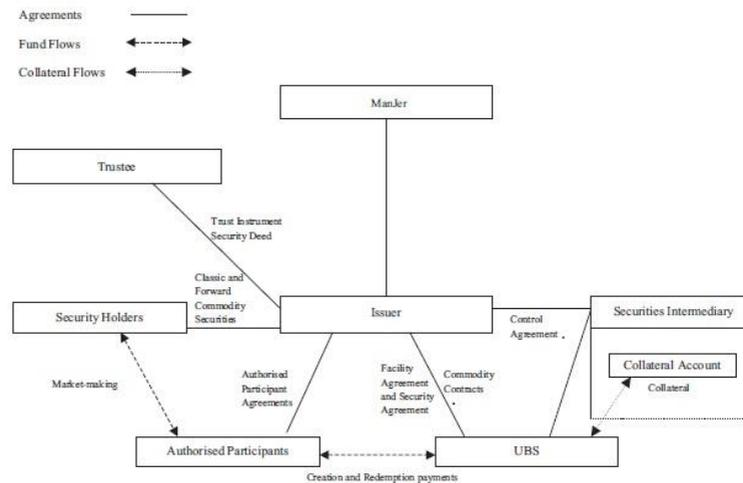 Agreements
Fund Flows
Collateral Flows
ManJer
Trustee
Trust Instrument
Security Deed
Classic and
Forward
Commodity
Securities
Security Holders
Issuer
Securities Intermediary
Control
Agreement
Collateral Account
Collateral
Market-making
Authorised
Participant
Agreements
Facility
Agreement
and Security
Agreement
Commodity
Contracts
Authorised Participants
UBS
Creation and Redemption payments